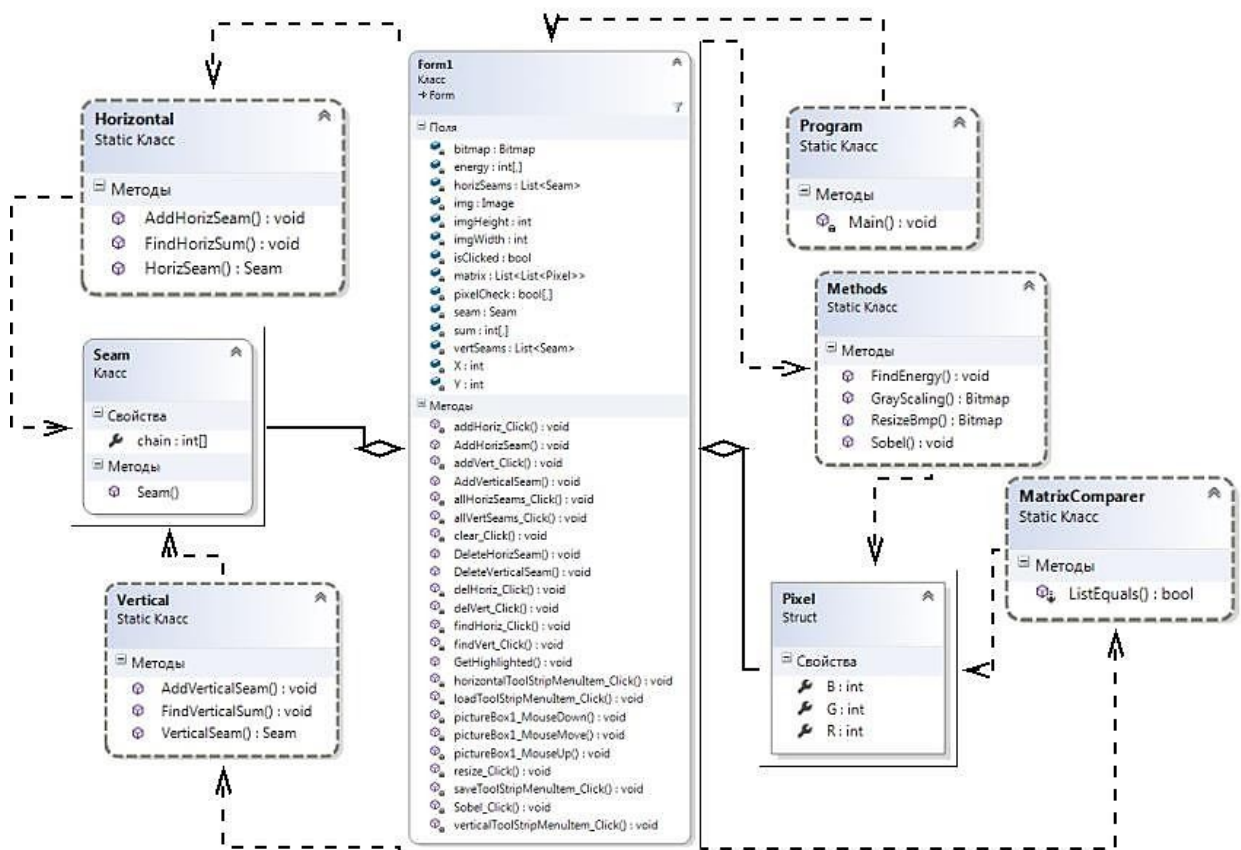 Form1
Класс
→ Form
Поля
bitmap : Bitmap
energy : int[,]
horizSeams : List<Seam>
img : Image
imgHeight : int
imgWidth : int
isClicked : bool
matrix : List<List<Pixel>>
pixelCheck : bool[,]
seam : Seam
sum : int[,]
vertSeams : List<Seam>
X : int
Y : int
Методы
addHoriz_Click() : void
AddHorizSeam() : void
addVert_Click() : void
AddVerticalSeam() : void
allHorizSeams_Click() : void
allVertSeams_Click() : void
clear_Click() : void
DeleteHorizSeam() : void
DeleteVerticalSeam() : void
delHoriz_Click() : void
delVert_Click() : void
findHoriz_Click() : void
findVert_Click() : void
GetHighlighted() : void
horizontalToolStripMenuItem_Click() : void
loadToolStripMenuItem_Click() : void
pictureBox1_MouseDown() : void
pictureBox1_MouseMove() : void
pictureBox1_MouseUp() : void
resize_Click() : void
saveToolStripMenuItem_Click() : void
Sobel_Click() : void
verticalToolStripMenuItem_Click() : void
Horizontal
Static Класс
Методы
AddHorizSeam() : void
FindHorizSum() : void
HorizSeam() : Seam
Seam
Класс
Свойства
chain : int[]
Методы
Seam()
Vertical
Static Класс
Методы
AddVerticalSeam() : void
FindVerticalSum() : void
VerticalSeam() : Seam
Program
Static Класс
Методы
Main() : void
Methods
Static Класс
Методы
FindEnergy() : void
GrayScaling() : Bitmap
ResizeBmp() : Bitmap
Sobel() : void
MatrixComparer
Static Класс
Методы
ListEquals() : bool
Pixel
Struct
Свойства
B : int
G : int
R : int